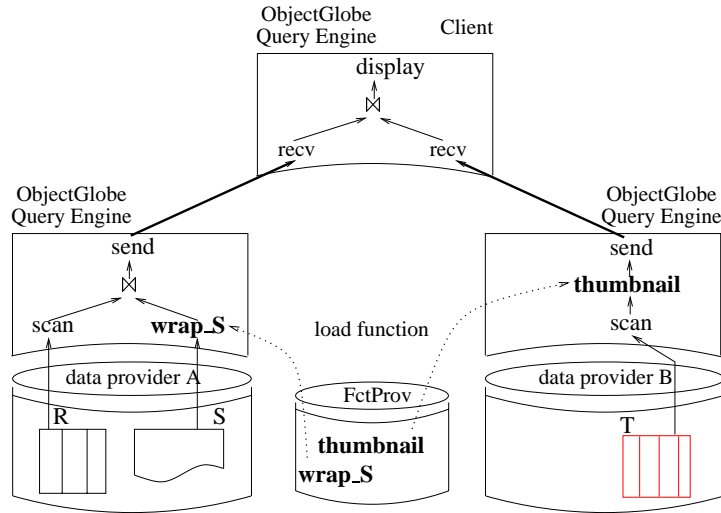 ObjectGlobe
Query Engine
Client
display
recv
recv
ObjectGlobe
Query Engine
ObjectGlobe
Query Engine
send
send
thumbnail
scan
wrap_S
load function
scan
data provider A
data provider B
FctProv
R
S
T
thumbnail
wrap_S